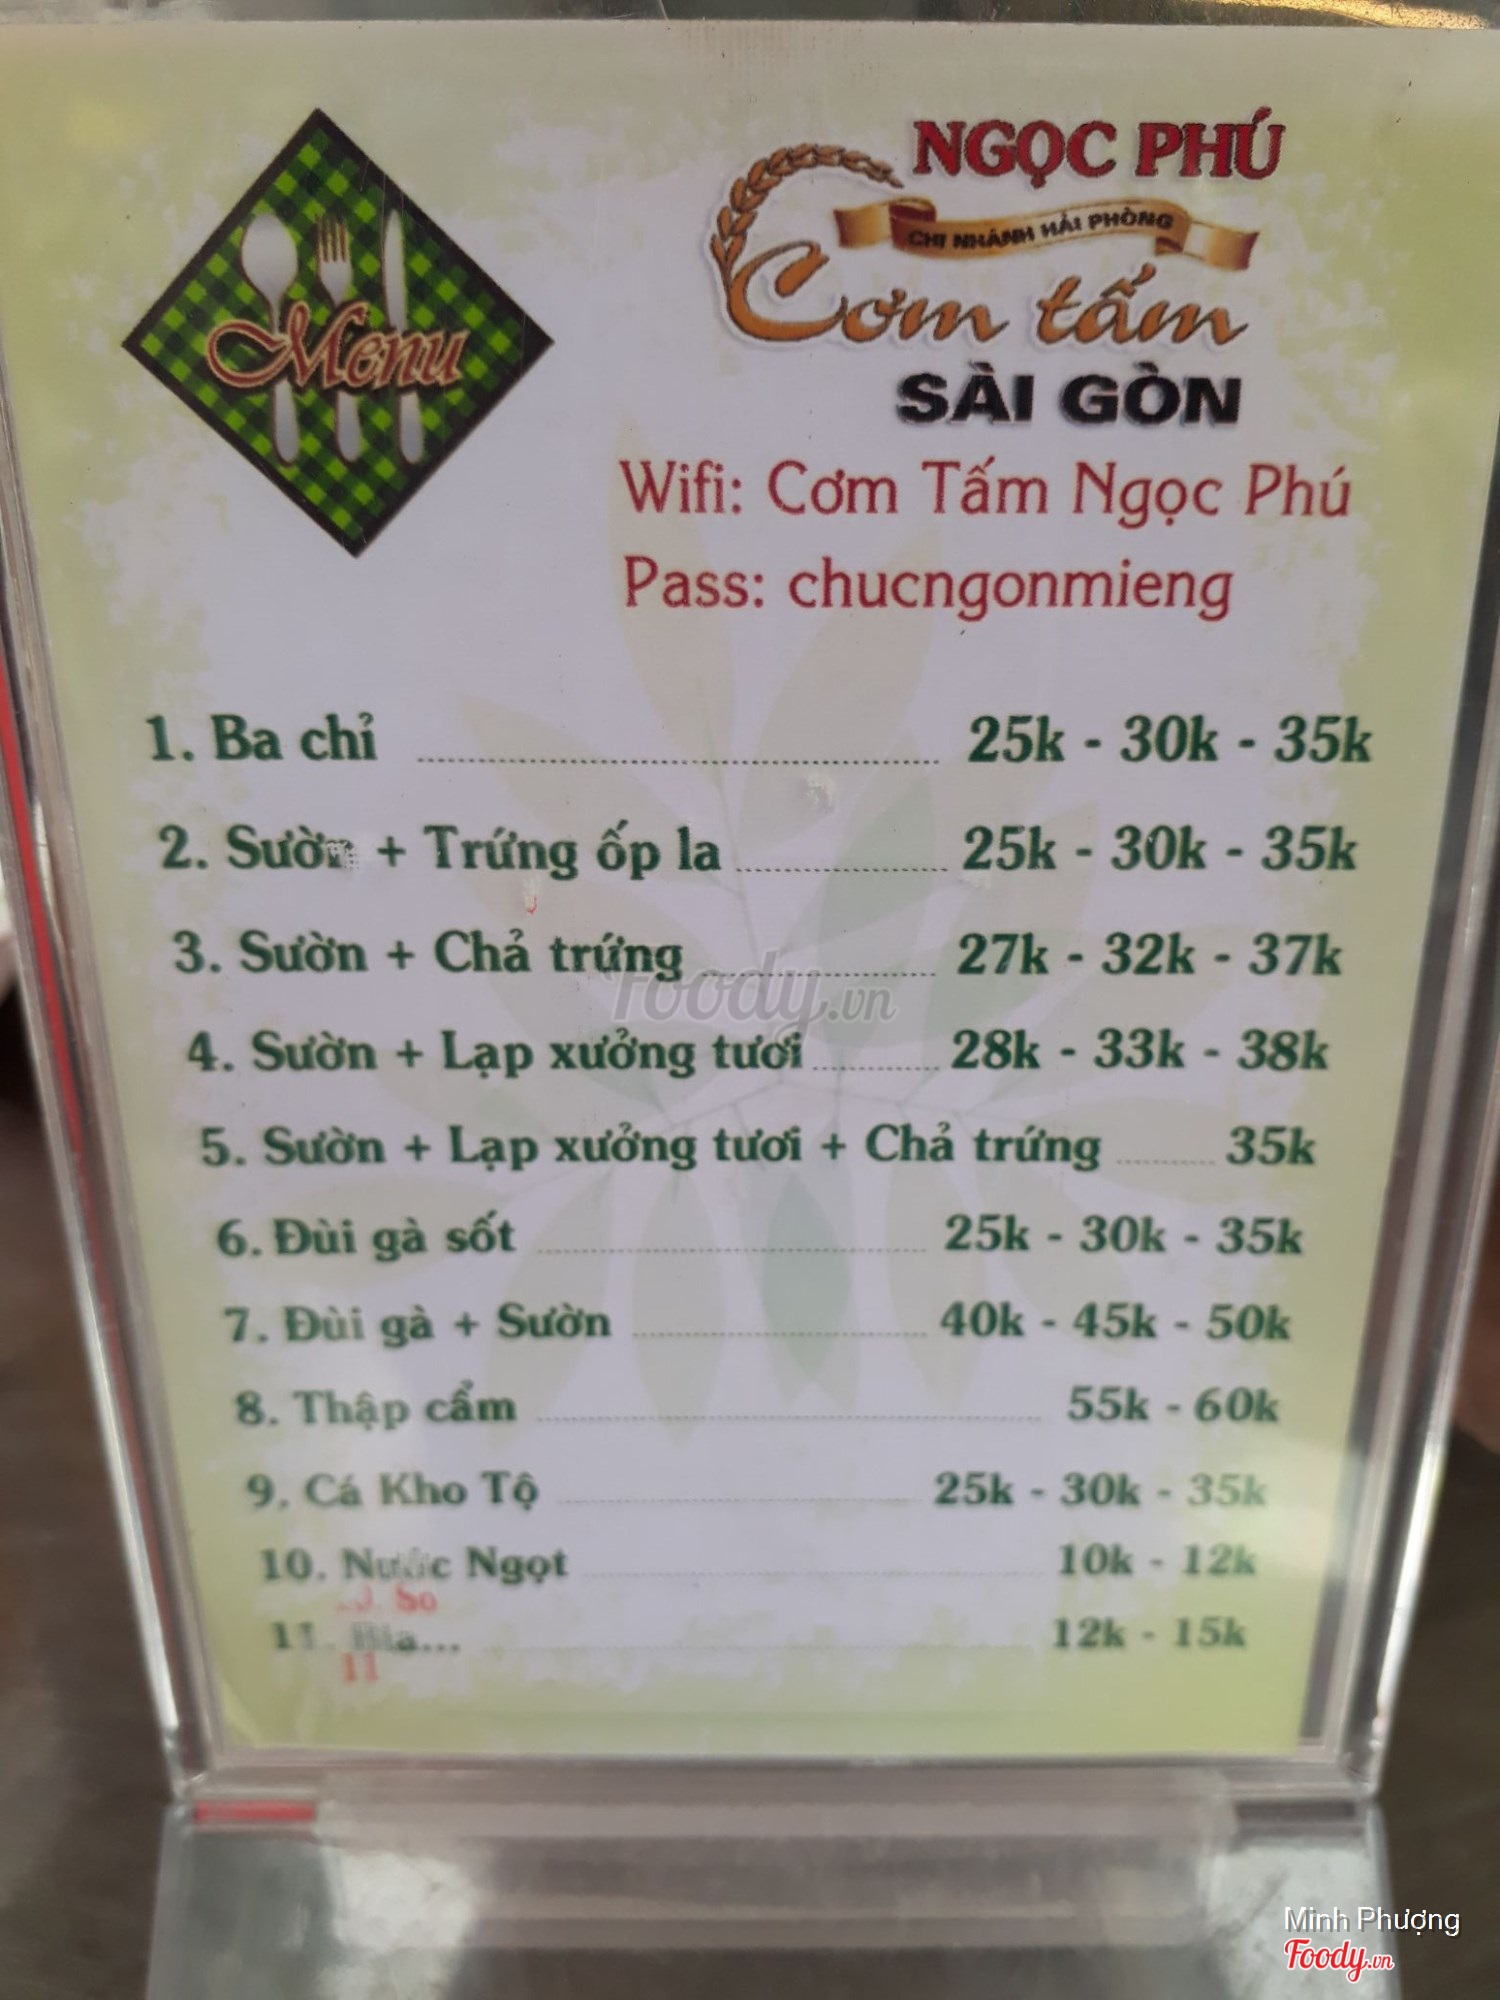 Menu
NGỌC PHÚ
CHI NHÁNH HẢI PHÒNG
Cơm tấm
SÀI GÒN
Wifi: Cơm Tấm Ngọc Phú
Pass: chucngonmieng
1. Ba chỉ 25k - 30k - 35k
2. Sườn + Trứng ốp la 25k - 30k - 35k
3. Sườn + Chả trứng 27k - 32k - 37k
4. Sườn + Lạp xưởng tươi 28k - 33k - 38k
5. Sườn + Lạp xưởng tươi + Chả trứng 35k
6. Đùi gà sốt 25k - 30k - 35k
7. Đùi gà + Sườn 40k - 45k - 50k
8. Thập cẩm 55k - 60k
9. Cá Kho Tộ 25k - 30k - 35k
10. Nước Ngọt 10k - 12k
11. Bia... 12k - 15k
11
Foody.vn
Minh Phượng
Foody.vn